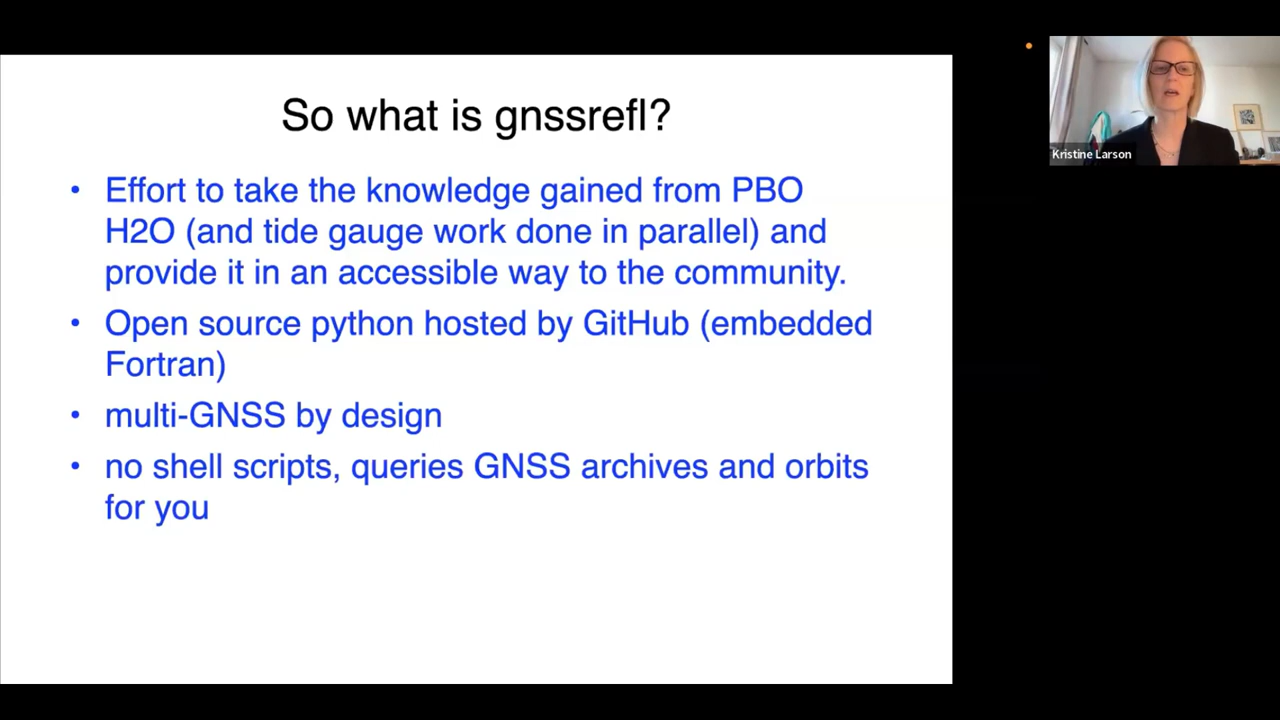 So what is gnssrefl?
• Effort to take the knowledge gained from PBO
H2O (and tide gauge work done in parallel) and
provide it in an accessible way to the community.
• Open source python hosted by GitHub (embedded
Fortran)
• multi-GNSS by design
• no shell scripts, queries GNSS archives and orbits
for you
Kristine Larson